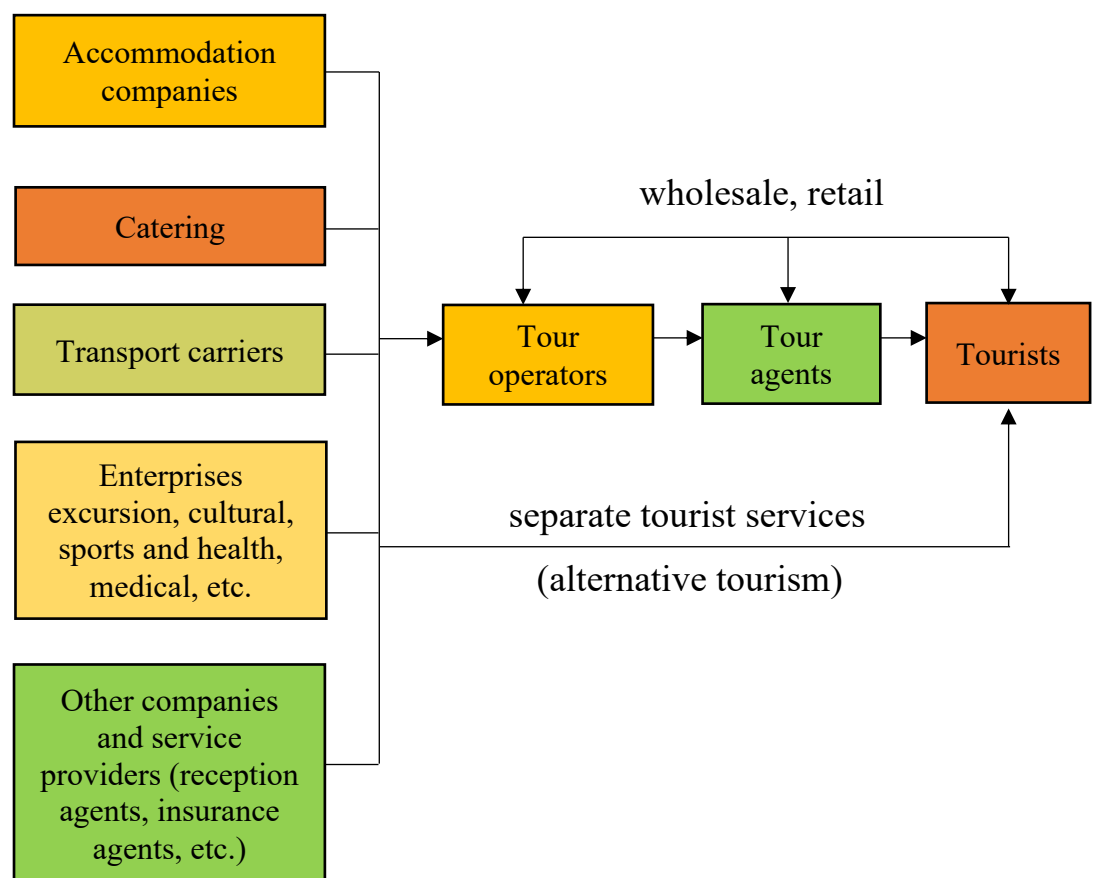 Accommodation
companies
Catering
Transport carriers
Enterprises
excursion, cultural,
sports and health,
medical, etc.
Other companies
and service
providers (reception
agents, insurance
agents, etc.)
wholesale, retail
Tour
operators
Tour
agents
Tourists
separate tourist services
(alternative tourism)